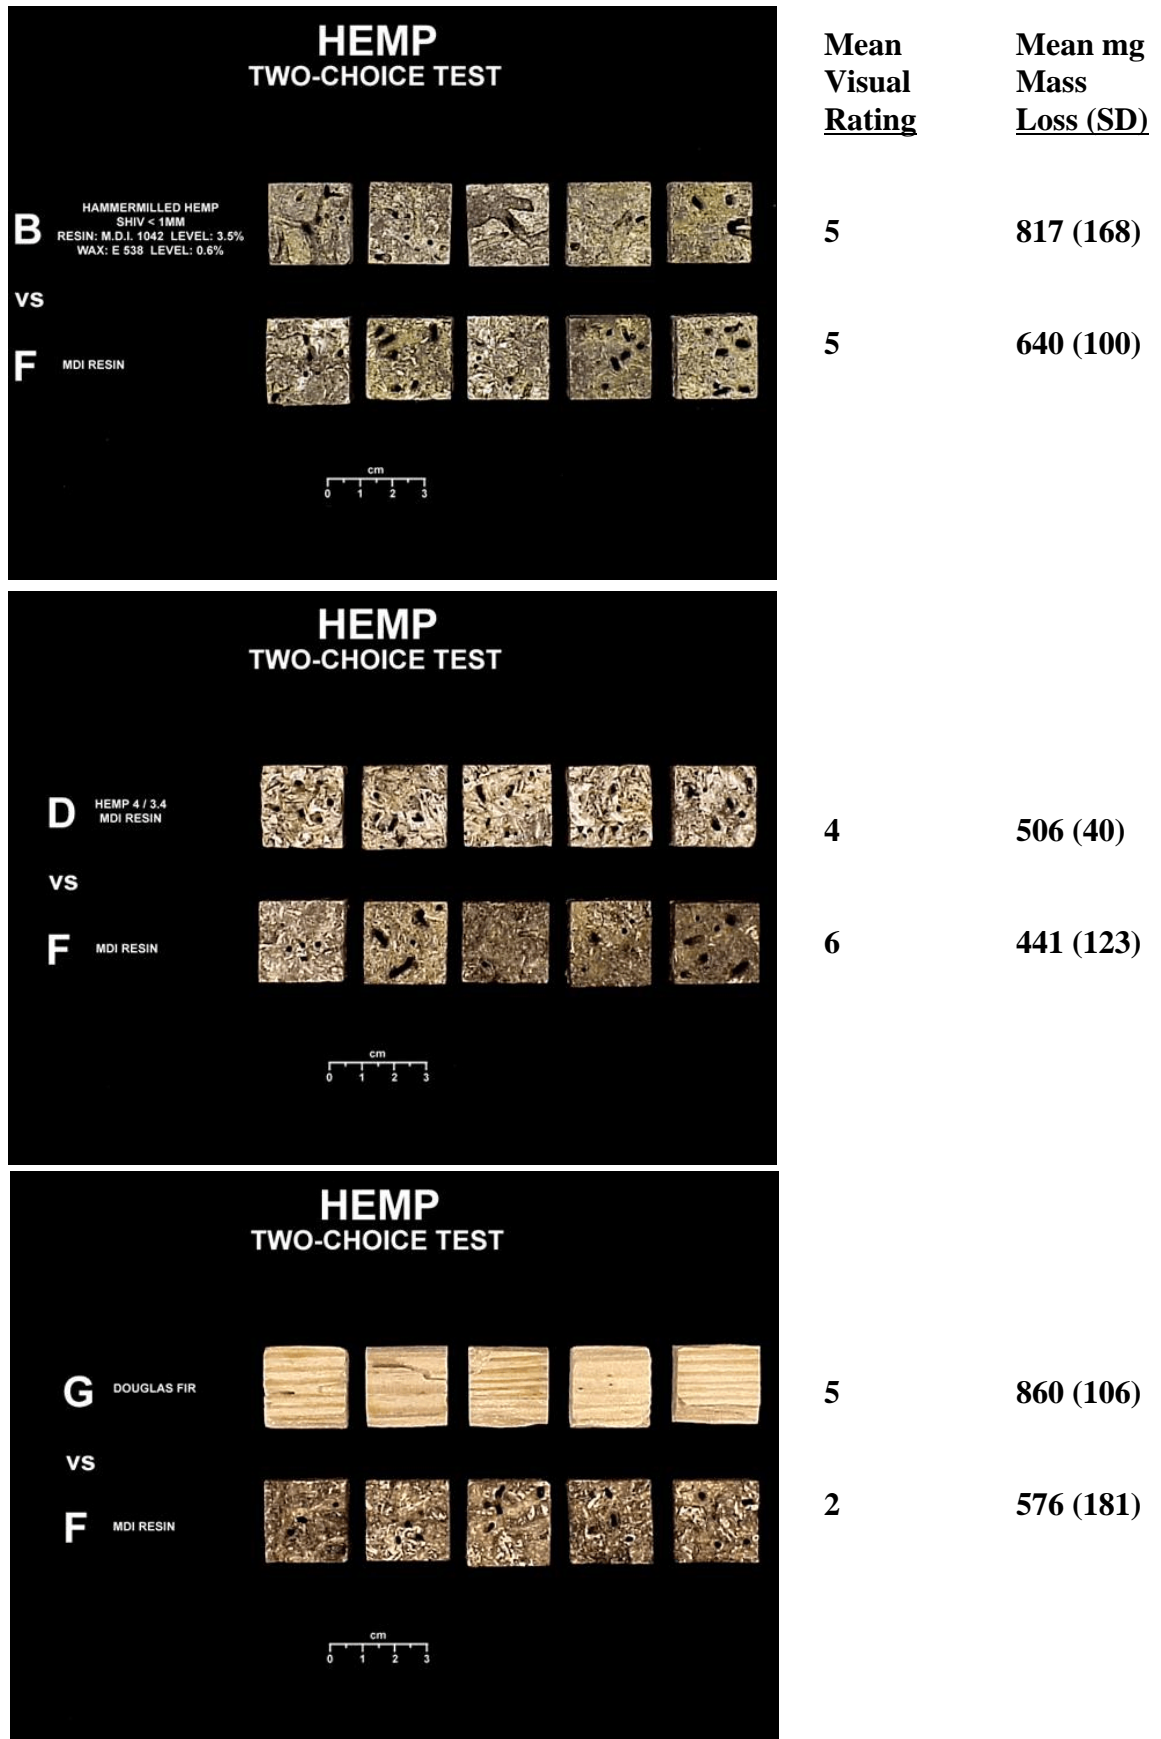 HEMP
TWO-CHOICE TEST
Mean
Visual
Rating
Mean mg
Mass
Loss (SD)
B
HAMMERMILLED HEMP
SHIV < 1MM
RESIN: M.D.I. 1042 LEVEL: 3.5%
WAX: E 538 LEVEL: 0.6%
5
817 (168)
vs
F
MDI RESIN
5
640 (100)
cm
0 1 2 3
HEMP
TWO-CHOICE TEST
D
HEMP 4 / 3.4
MDI RESIN
4
506 (40)
vs
F
MDI RESIN
6
441 (123)
cm
0 1 2 3
HEMP
TWO-CHOICE TEST
G
DOUGLAS FIR
5
860 (106)
vs
F
MDI RESIN
2
576 (181)
cm
0 1 2 3